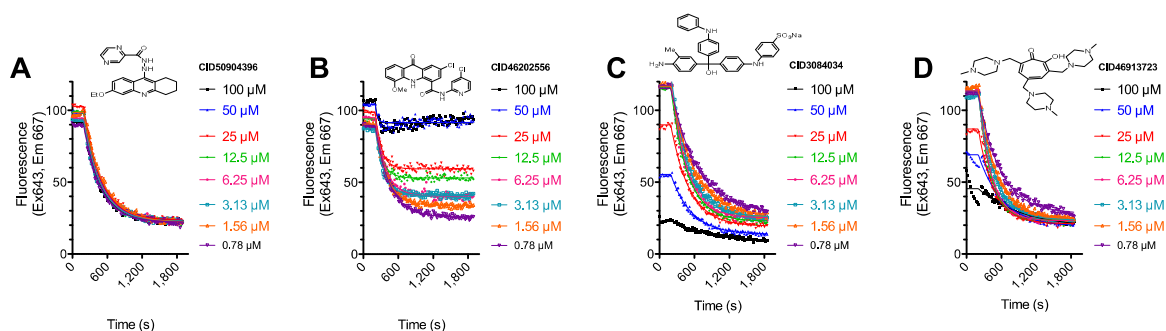 A
CID50904396
N
N
O
NH
NH
EtO
N
Fluorescence
(Ex643, Em 667)
100
50
0
0
600
1,200
1,800
Time (s)
100 µM
50 µM
25 µM
12.5 µM
6.25 µM
3.13 µM
1.56 µM
0.78 µM
B
CID46202556
O
Cl
Cl
N
H
OMe
O
N
H
N
Fluorescence
(Ex643, Em 667)
100
50
0
0
600
1,200
1,800
Time (s)
100 µM
50 µM
25 µM
12.5 µM
6.25 µM
3.13 µM
1.56 µM
0.78 µM
C
CID3084034
NH
SO₃Na
Me
H₂N
OH
N
H
Fluorescence
(Ex643, Em 667)
100
50
0
0
600
1,200
1,800
Time (s)
100 µM
50 µM
25 µM
12.5 µM
6.25 µM
3.13 µM
1.56 µM
0.78 µM
D
CID46913723
N
N
O
OH
N
N
N
N
Fluorescence
(Ex643, Em 667)
100
50
0
0
600
1,200
1,800
Time (s)
100 µM
50 µM
25 µM
12.5 µM
6.25 µM
3.13 µM
1.56 µM
0.78 µM